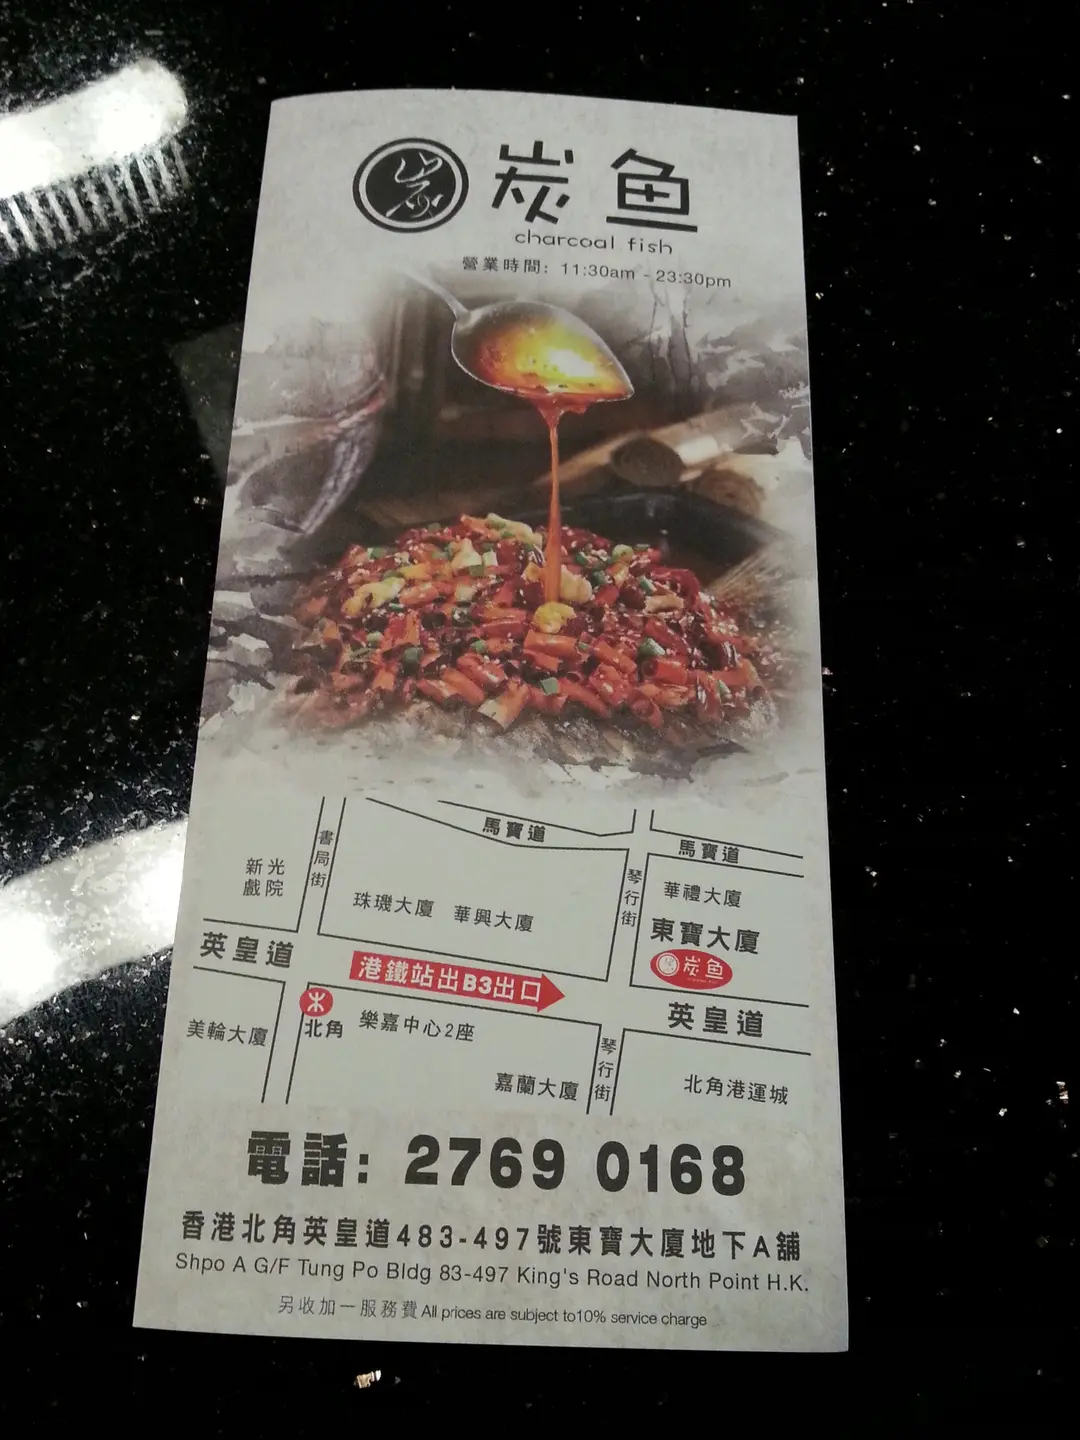 炭
炭鱼
charcoal fish
營業時間: 11:30am - 23:30pm
馬寶道
馬寶道
書局街
新光
戲院
琴行街
華禮大廈
珠璣大廈 華興大廈
東寶大廈
炭鱼
英皇道
港鐵站出B3出口
英皇道
美輪大廈
北角
樂嘉中心2座
琴行街
嘉蘭大廈
北角港運城
電話: 2769 0168
香港北角英皇道483-497號東寶大廈地下A舖
Shpo A G/F Tung Po Bldg 83-497 King's Road North Point H.K.
另收加一服務費 All prices are subject to10% service charge